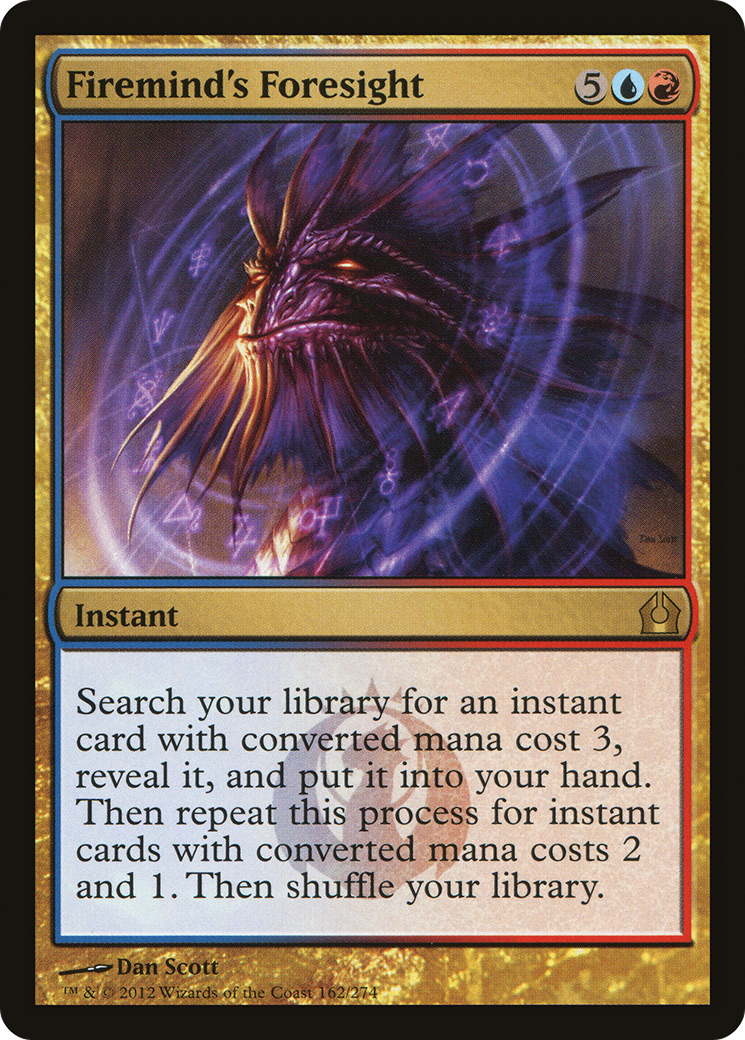 Firemind's Foresight 5
Dan Scott
Instant
Search your library for an instant
card with converted mana cost 3,
reveal it, and put it into your hand.
Then repeat this process for instant
cards with converted mana costs 2
and 1. Then shuffle your library.
Dan Scott
™ & © 2012 Wizards of the Coast 162/274